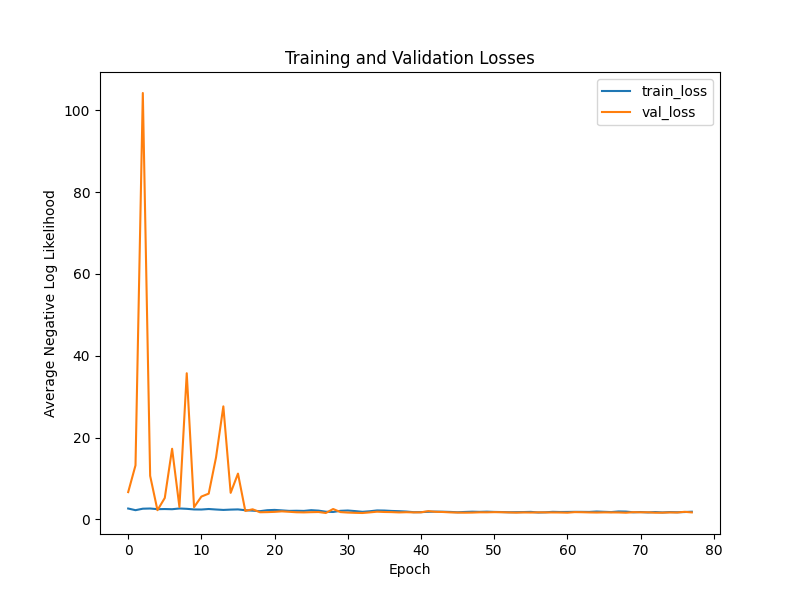 Training and Validation Losses
train_loss
val_loss
Average Negative Log Likelihood
100
80
60
40
20
0
0 10 20 30 40 50 60 70 80
Epoch